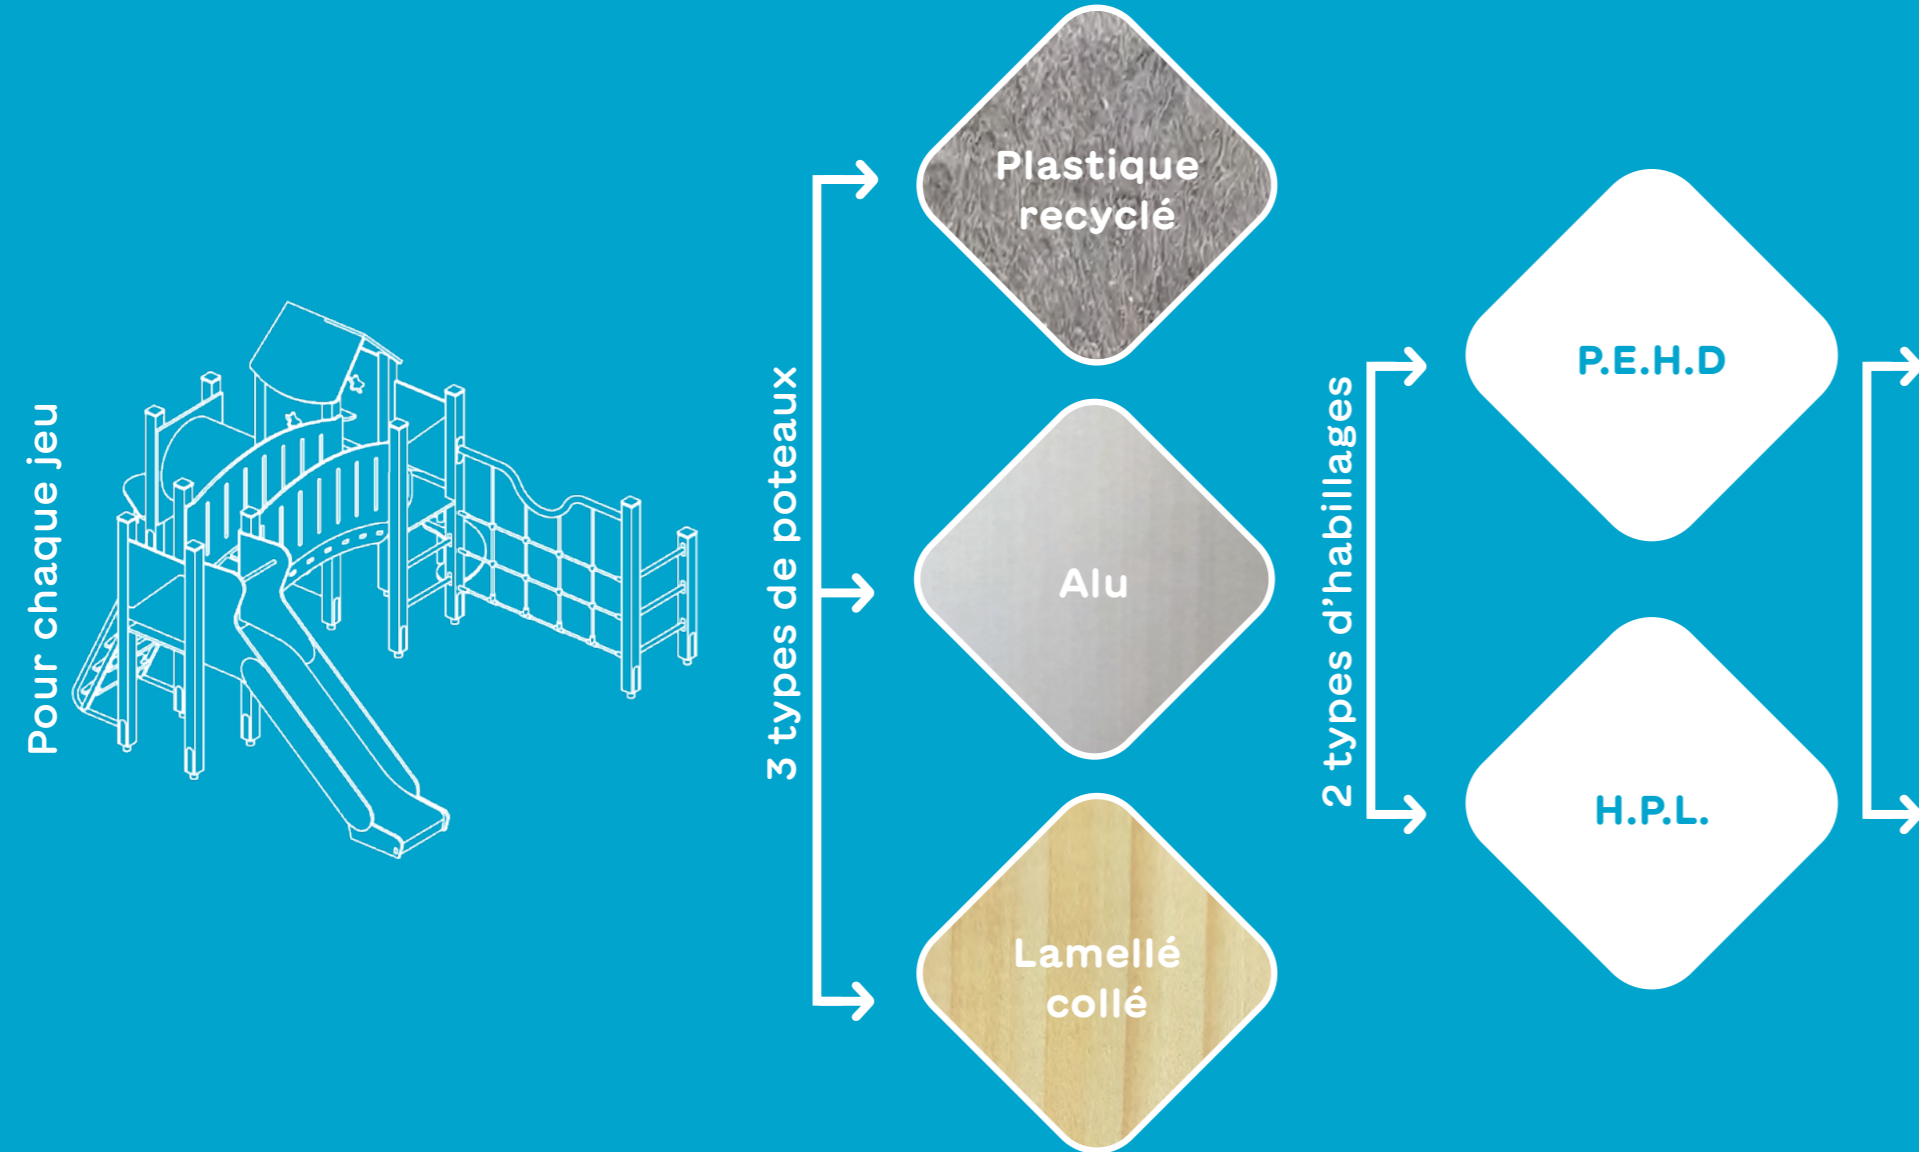 Pour chaque jeu
3 types de poteaux
Plastique
recyclé
Alu
Lamellé
collé
2 types d'habillages
P.E.H.D
H.P.L.